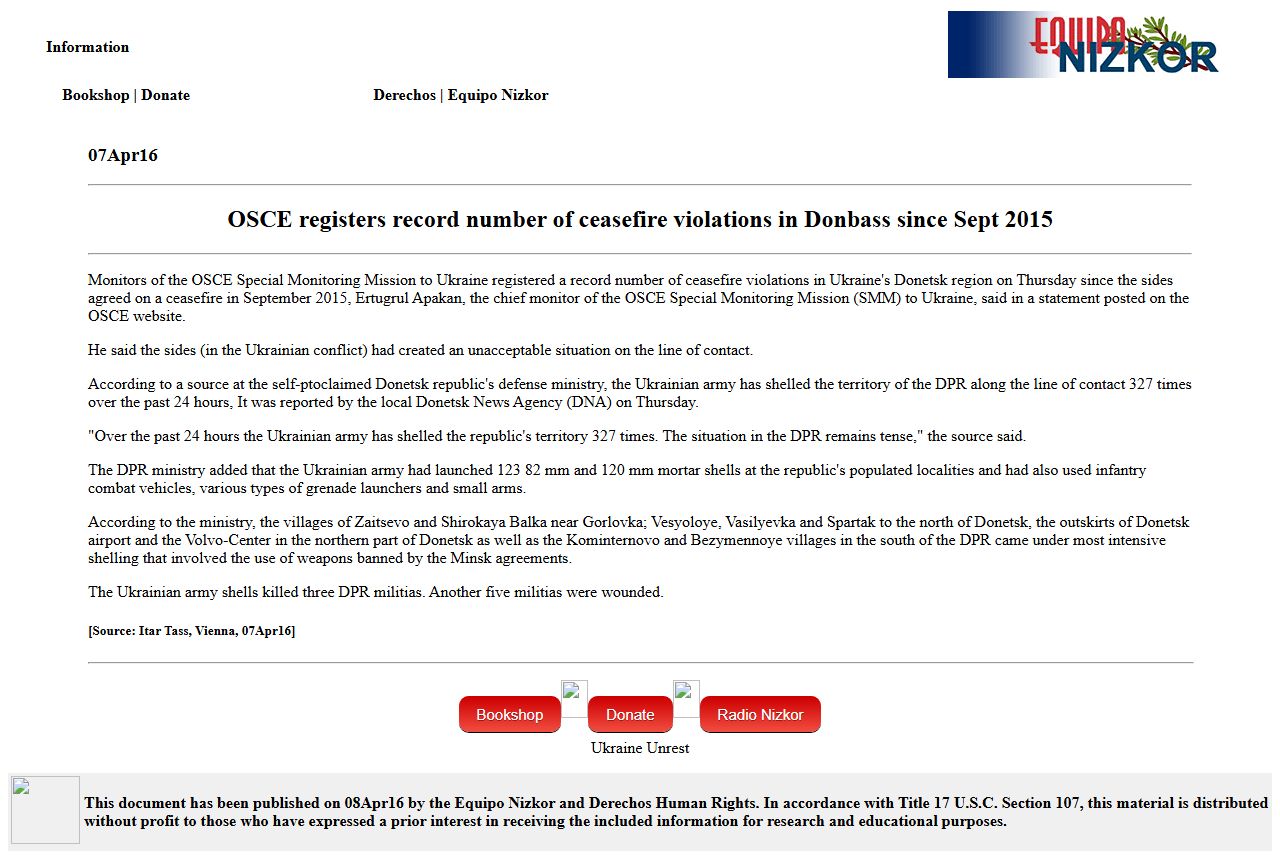 Information
EQUIPO
NIZKOR
Bookshop | Donate
Derechos | Equipo Nizkor
07Apr16
OSCE registers record number of ceasefire violations in Donbass since Sept 2015
Monitors of the OSCE Special Monitoring Mission to Ukraine registered a record number of ceasefire violations in Ukraine's Donetsk region on Thursday since the sides
agreed on a ceasefire in September 2015, Ertugrul Apakan, the chief monitor of the OSCE Special Monitoring Mission (SMM) to Ukraine, said in a statement posted on the
OSCE website.
He said the sides (in the Ukrainian conflict) had created an unacceptable situation on the line of contact.
According to a source at the self-ptoclaimed Donetsk republic's defense ministry, the Ukrainian army has shelled the territory of the DPR along the line of contact 327 times
over the past 24 hours, It was reported by the local Donetsk News Agency (DNA) on Thursday.
"Over the past 24 hours the Ukrainian army has shelled the republic's territory 327 times. The situation in the DPR remains tense," the source said.
The DPR ministry added that the Ukrainian army had launched 123 82 mm and 120 mm mortar shells at the republic's populated localities and had also used infantry
combat vehicles, various types of grenade launchers and small arms.
According to the ministry, the villages of Zaitsevo and Shirokaya Balka near Gorlovka; Vesyoloye, Vasilyevka and Spartak to the north of Donetsk, the outskirts of Donetsk
airport and the Volvo-Center in the northern part of Donetsk as well as the Kominternovo and Bezymennoye villages in the south of the DPR came under most intensive
shelling that involved the use of weapons banned by the Minsk agreements.
The Ukrainian army shells killed three DPR militias. Another five militias were wounded.
[Source: Itar Tass, Vienna, 07Apr16]
Bookshop
Donate
Radio Nizkor
Ukraine Unrest
This document has been published on 08Apr16 by the Equipo Nizkor and Derechos Human Rights. In accordance with Title 17 U.S.C. Section 107, this material is distributed
without profit to those who have expressed a prior interest in receiving the included information for research and educational purposes.